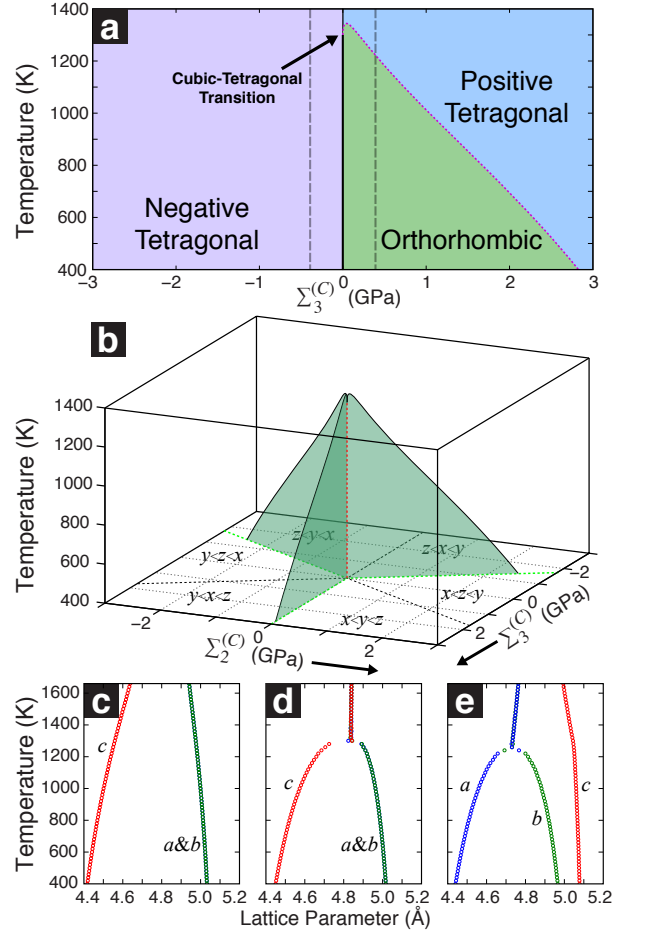 a
1400
1200
1000
800
600
400
Temperature (K)
Cubic-Tetragonal
Transition
Positive
Tetragonal
Negative
Tetragonal
Orthorhombic
−3 −2 −1 0 1 2 3
Σ₃⁽ᶜ⁾ (GPa)
b
1400
1200
1000
800
600
400
Temperature (K)
z<y<x
y<z<x
z<x<y
y<x<z
x<z<y
x<y<z
−2
0
2
Σ₂⁽ᶜ⁾ (GPa)
−2
0
2
Σ₃⁽ᶜ⁾ (GPa)
c d e
1600
1400
1200
1000
800
600
400
Temperature (K)
c
a&b
c
a&b
a
b
c
4.4 4.6 4.8 5.0 5.2 4.4 4.6 4.8 5.0 5.2 4.4 4.6 4.8 5.0 5.2
Lattice Parameter (Å)